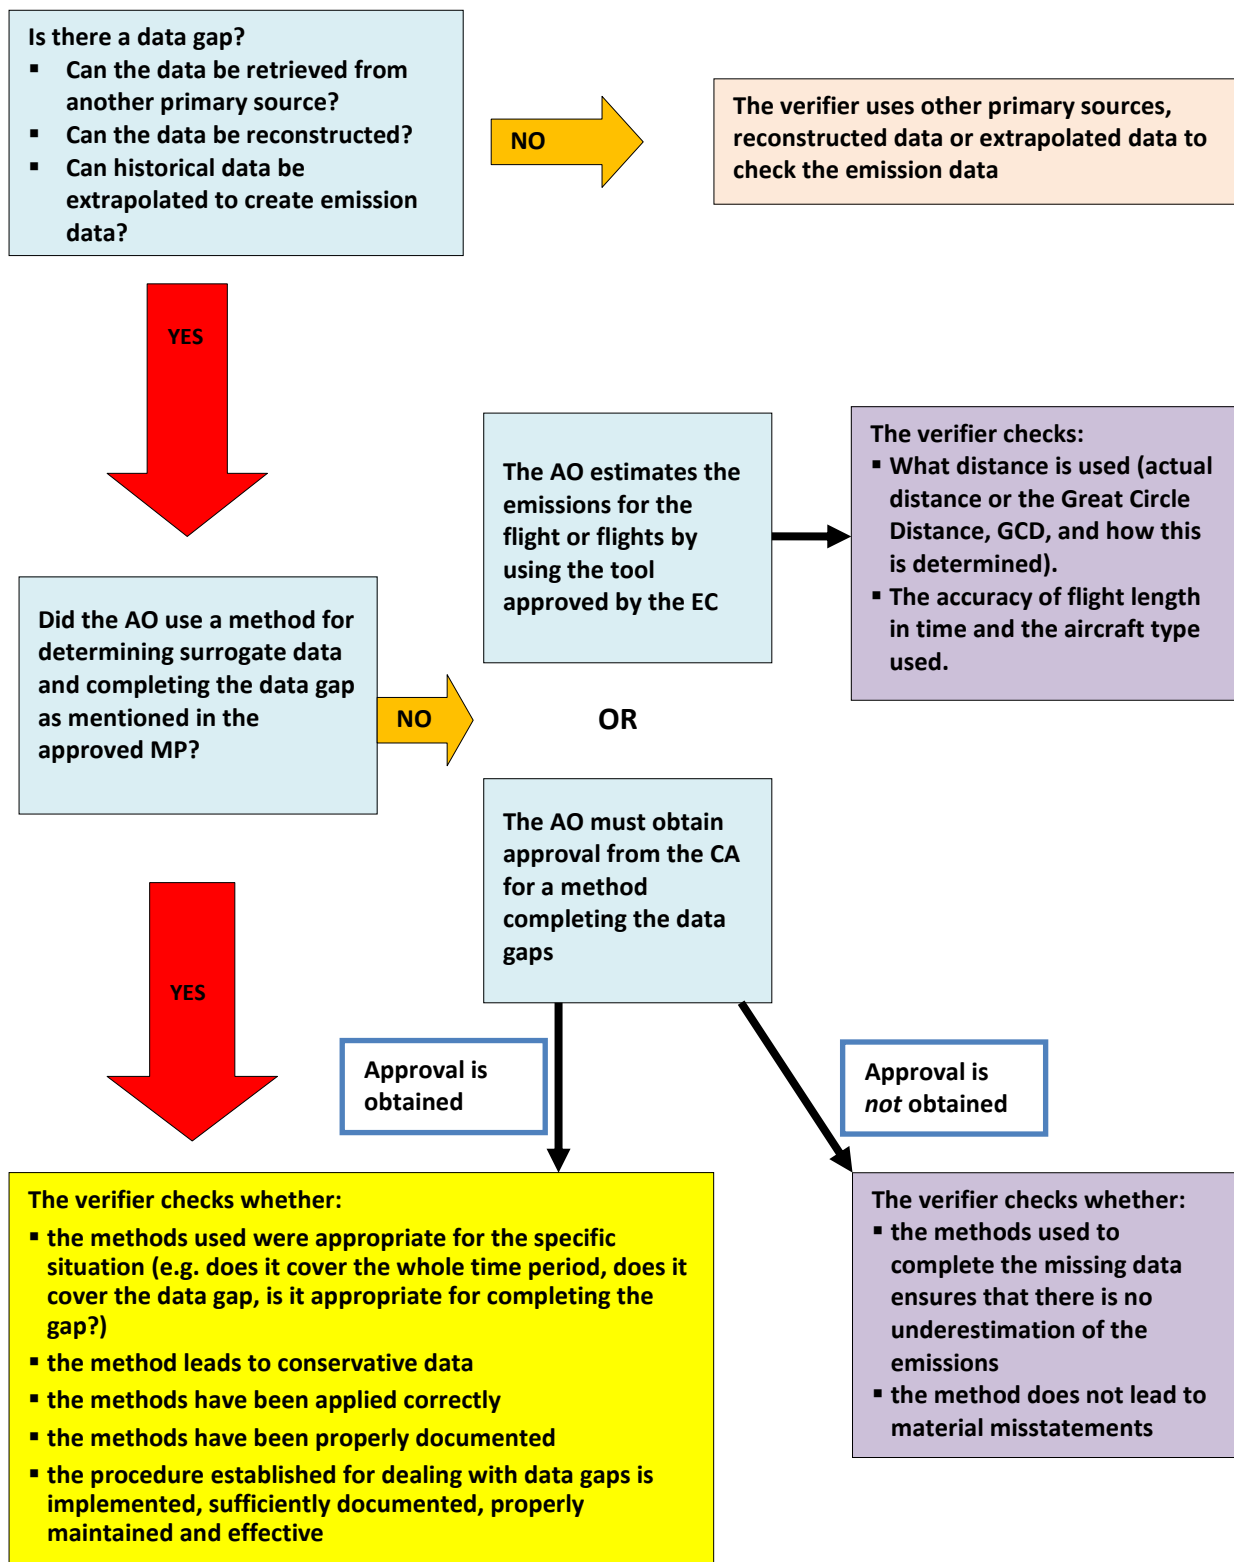 Is there a data gap?
▪ Can the data be retrieved from
another primary source?
▪ Can the data be reconstructed?
▪ Can historical data be
extrapolated to create emission
data?
NO
The verifier uses other primary sources,
reconstructed data or extrapolated data to
check the emission data
YES
The AO estimates the
emissions for the
flight or flights by
using the tool
approved by the EC
The verifier checks:
▪ What distance is used (actual
distance or the Great Circle
Distance, GCD, and how this
is determined).
▪ The accuracy of flight length
in time and the aircraft type
used.
Did the AO use a method for
determining surrogate data
and completing the data gap
as mentioned in the
approved MP?
NO
OR
The AO must obtain
approval from the CA
for a method
completing the data
gaps
YES
Approval is
obtained
Approval is
not obtained
The verifier checks whether:
▪ the methods used were appropriate for the specific
situation (e.g. does it cover the whole time period, does it
cover the data gap, is it appropriate for completing the
gap?)
▪ the method leads to conservative data
▪ the methods have been applied correctly
▪ the methods have been properly documented
▪ the procedure established for dealing with data gaps is
implemented, sufficiently documented, properly
maintained and effective
The verifier checks whether:
▪ the methods used to
complete the missing data
ensures that there is no
underestimation of the
emissions
▪ the method does not lead to
material misstatements